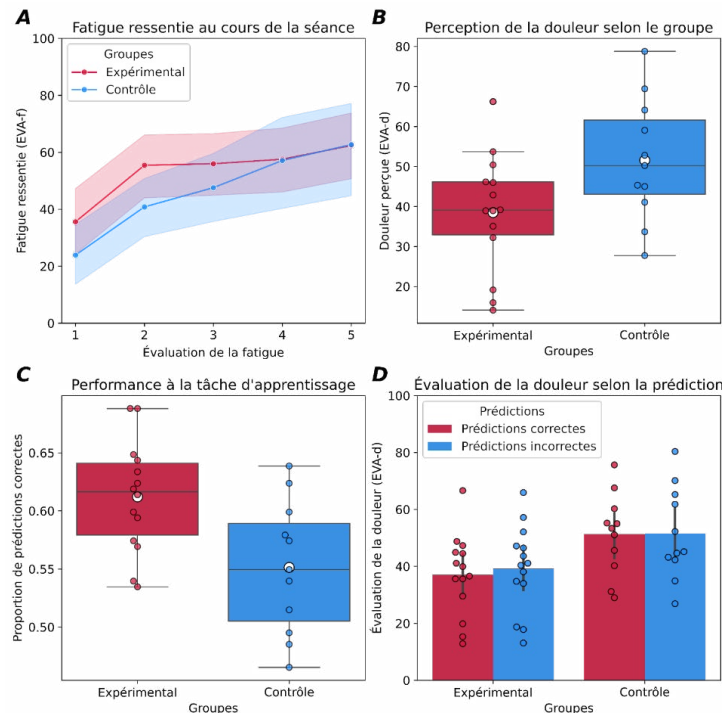 A
Fatigue ressentie au cours de la séance
Fatigue ressentie (EVA-f)
100
80
60
40
20
0
Groupes
Expérimental
Contrôle
1 2 3 4 5
Évaluation de la fatigue
B
Perception de la douleur selon le groupe
Douleur perçue (EVA-d)
80
70
60
50
40
30
20
Expérimental Contrôle
Groupes
C
Performance à la tâche d'apprentissage
Proportion de prédictions correctes
0.65
0.60
0.55
0.50
Expérimental Contrôle
Groupes
D
Évaluation de la douleur selon la prédiction
Évaluation de la douleur (EVA-d)
100
80
60
40
20
0
Prédictions
Prédictions correctes
Prédictions incorrectes
Expérimental Contrôle
Groupes